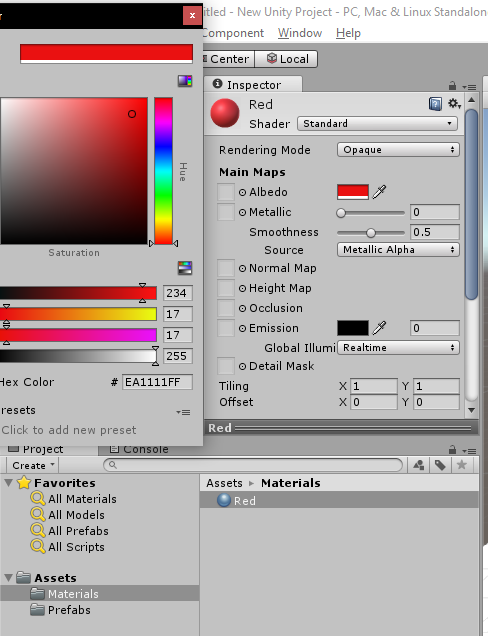 titled - New Unity Project - PC, Mac & Linux Standalon
Component Window Help
Center Local
Inspector
Red
Shader Standard
Rendering Mode Opaque
Main Maps
Albedo
Metallic 0
Smoothness 0.5
Source Metallic Alpha
Normal Map
Height Map
Occlusion
Emission 0
Global Illumi Realtime
Detail Mask
Tiling X 1 Y 1
Offset X 0 Y 0
Red
Hue
Saturation
234
17
17
255
Hex Color # EA1111FF
resets
Click to add new preset
Project Console
Create
Favorites
All Materials
All Models
All Prefabs
All Scripts
Assets
Materials
Prefabs
Assets Materials
Red